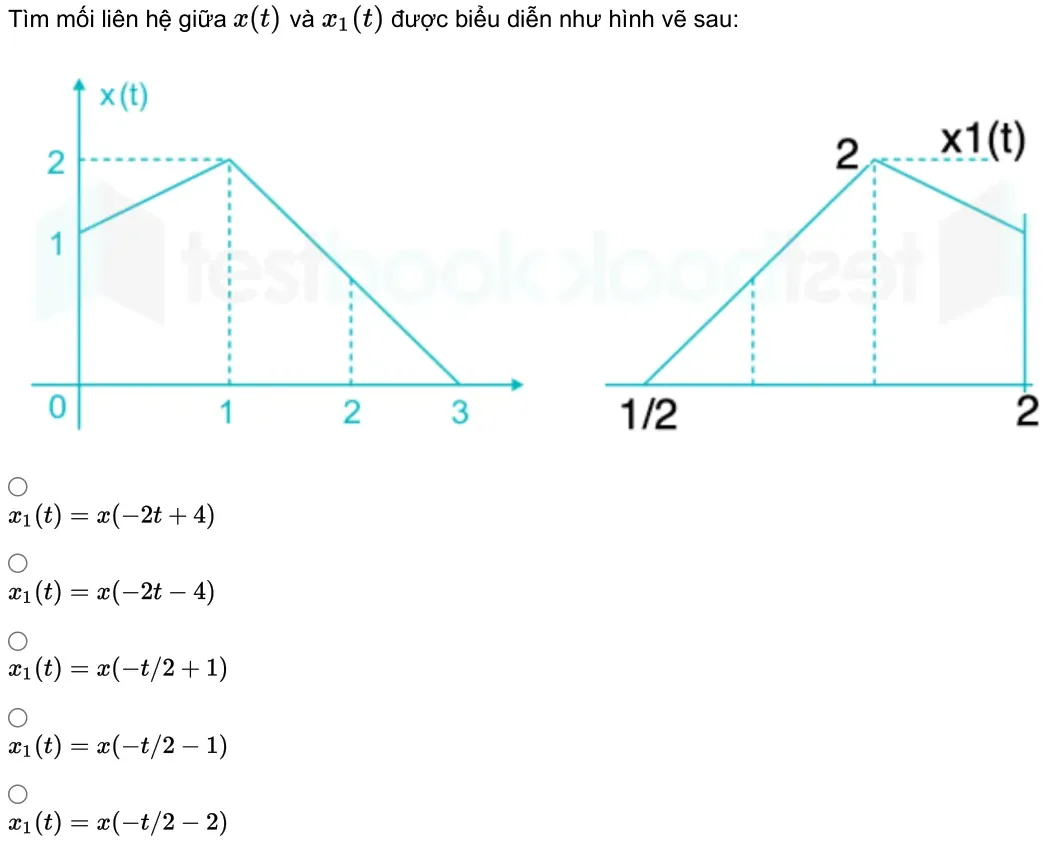 Tìm mối liên hệ giữa x(t) và x₁(t) được biểu diễn như hình vẽ sau:
x(t)
2
1
0
1
2
3
testbook
2
x1(t)
1/2
2
testbook
x₁(t) = x(−2t + 4)
x₁(t) = x(−2t − 4)
x₁(t) = x(−t/2 + 1)
x₁(t) = x(−t/2 − 1)
x₁(t) = x(−t/2 − 2)